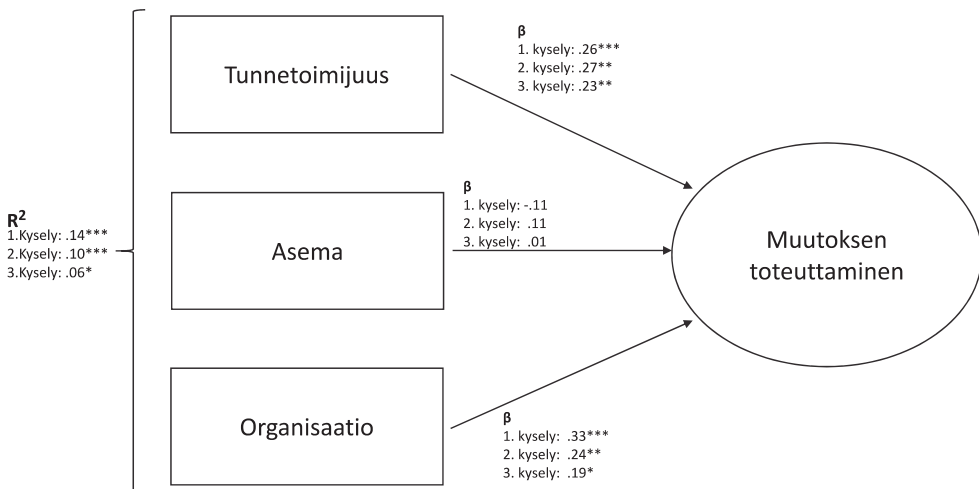 R²
1.Kysely: .14***
2.Kysely: .10***
3.Kysely: .06*
Tunnetoimijuus
β
1. kysely: .26***
2. kysely: .27**
3. kysely: .23**
Asema
β
1. kysely: -.11
2. kysely: .11
3. kysely: .01
Organisaatio
β
1. kysely: .33***
2. kysely: .24**
3. kysely: .19*
Muutoksen
toteuttaminen